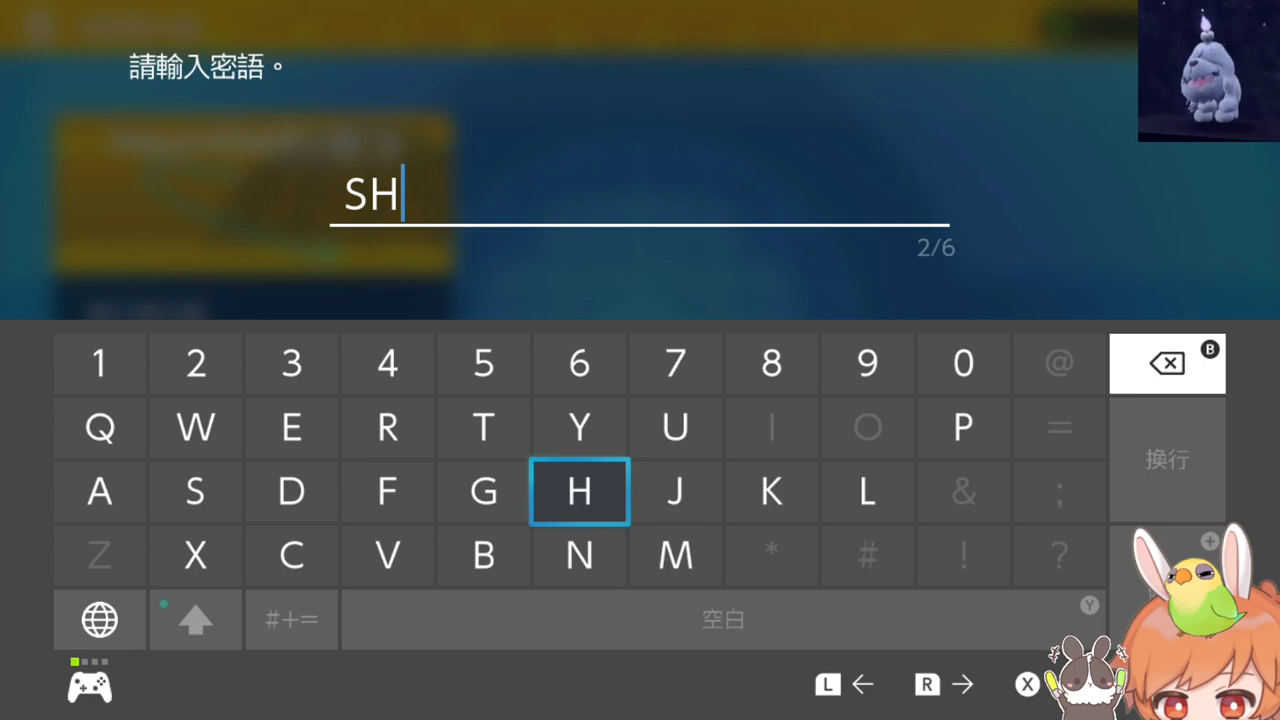 請輸入密語。
SH
2/6
1 2 3 4 5 6 7 8 9 0 @
B
Q W E R T Y U I O P =
換行
A S D F G H J K L & ;
Z X C V B N M * # ! ?
+
#+= 空白 Y
L ← R → X